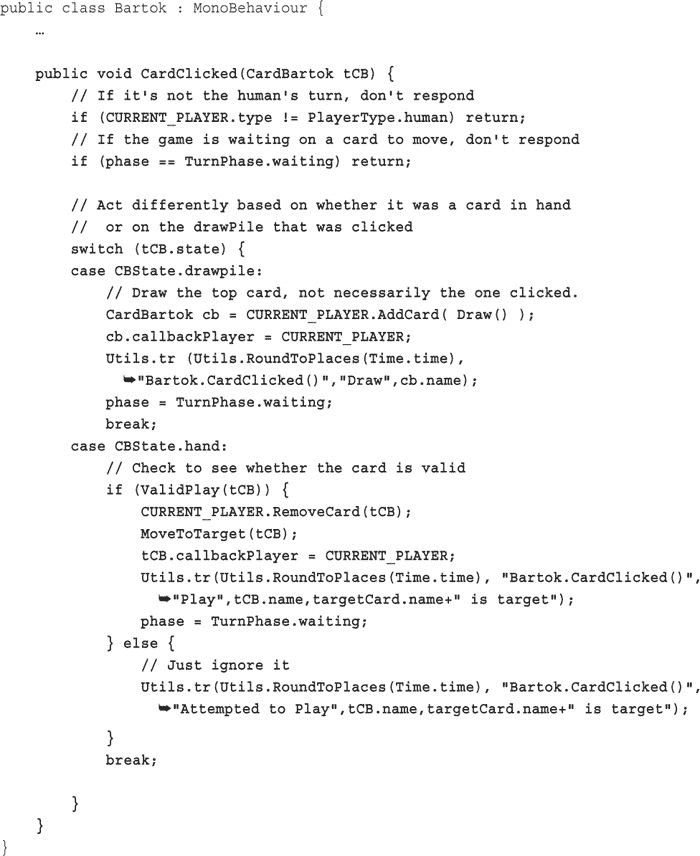 public class Bartok : MonoBehaviour {
    …
    public void CardClicked(CardBartok tCB) {
        // If it's not the human's turn, don't respond
        if (CURRENT_PLAYER.type != PlayerType.human) return;
        // If the game is waiting on a card to move, don't respond
        if (phase == TurnPhase.waiting) return;
        // Act differently based on whether it was a card in hand
        //  or on the drawPile that was clicked
        switch (tCB.state) {
        case CBState.drawpile:
            // Draw the top card, not necessarily the one clicked.
            CardBartok cb = CURRENT_PLAYER.AddCard( Draw() );
            cb.callbackPlayer = CURRENT_PLAYER;
            Utils.tr (Utils.RoundToPlaces(Time.time),
              ➥"Bartok.CardClicked()","Draw",cb.name);
            phase = TurnPhase.waiting;
            break;
        case CBState.hand:
            // Check to see whether the card is valid
            if (ValidPlay(tCB)) {
                CURRENT_PLAYER.RemoveCard(tCB);
                MoveToTarget(tCB);
                tCB.callbackPlayer = CURRENT_PLAYER;
                Utils.tr(Utils.RoundToPlaces(Time.time), "Bartok.CardClicked()",
                  ➥"Play",tCB.name,targetCard.name+" is target");
                phase = TurnPhase.waiting;
            } else {
                // Just ignore it
                Utils.tr(Utils.RoundToPlaces(Time.time), "Bartok.CardClicked()",
                  ➥"Attempted to Play",tCB.name,targetCard.name+" is target");
            }
            break;
        }
    }
}